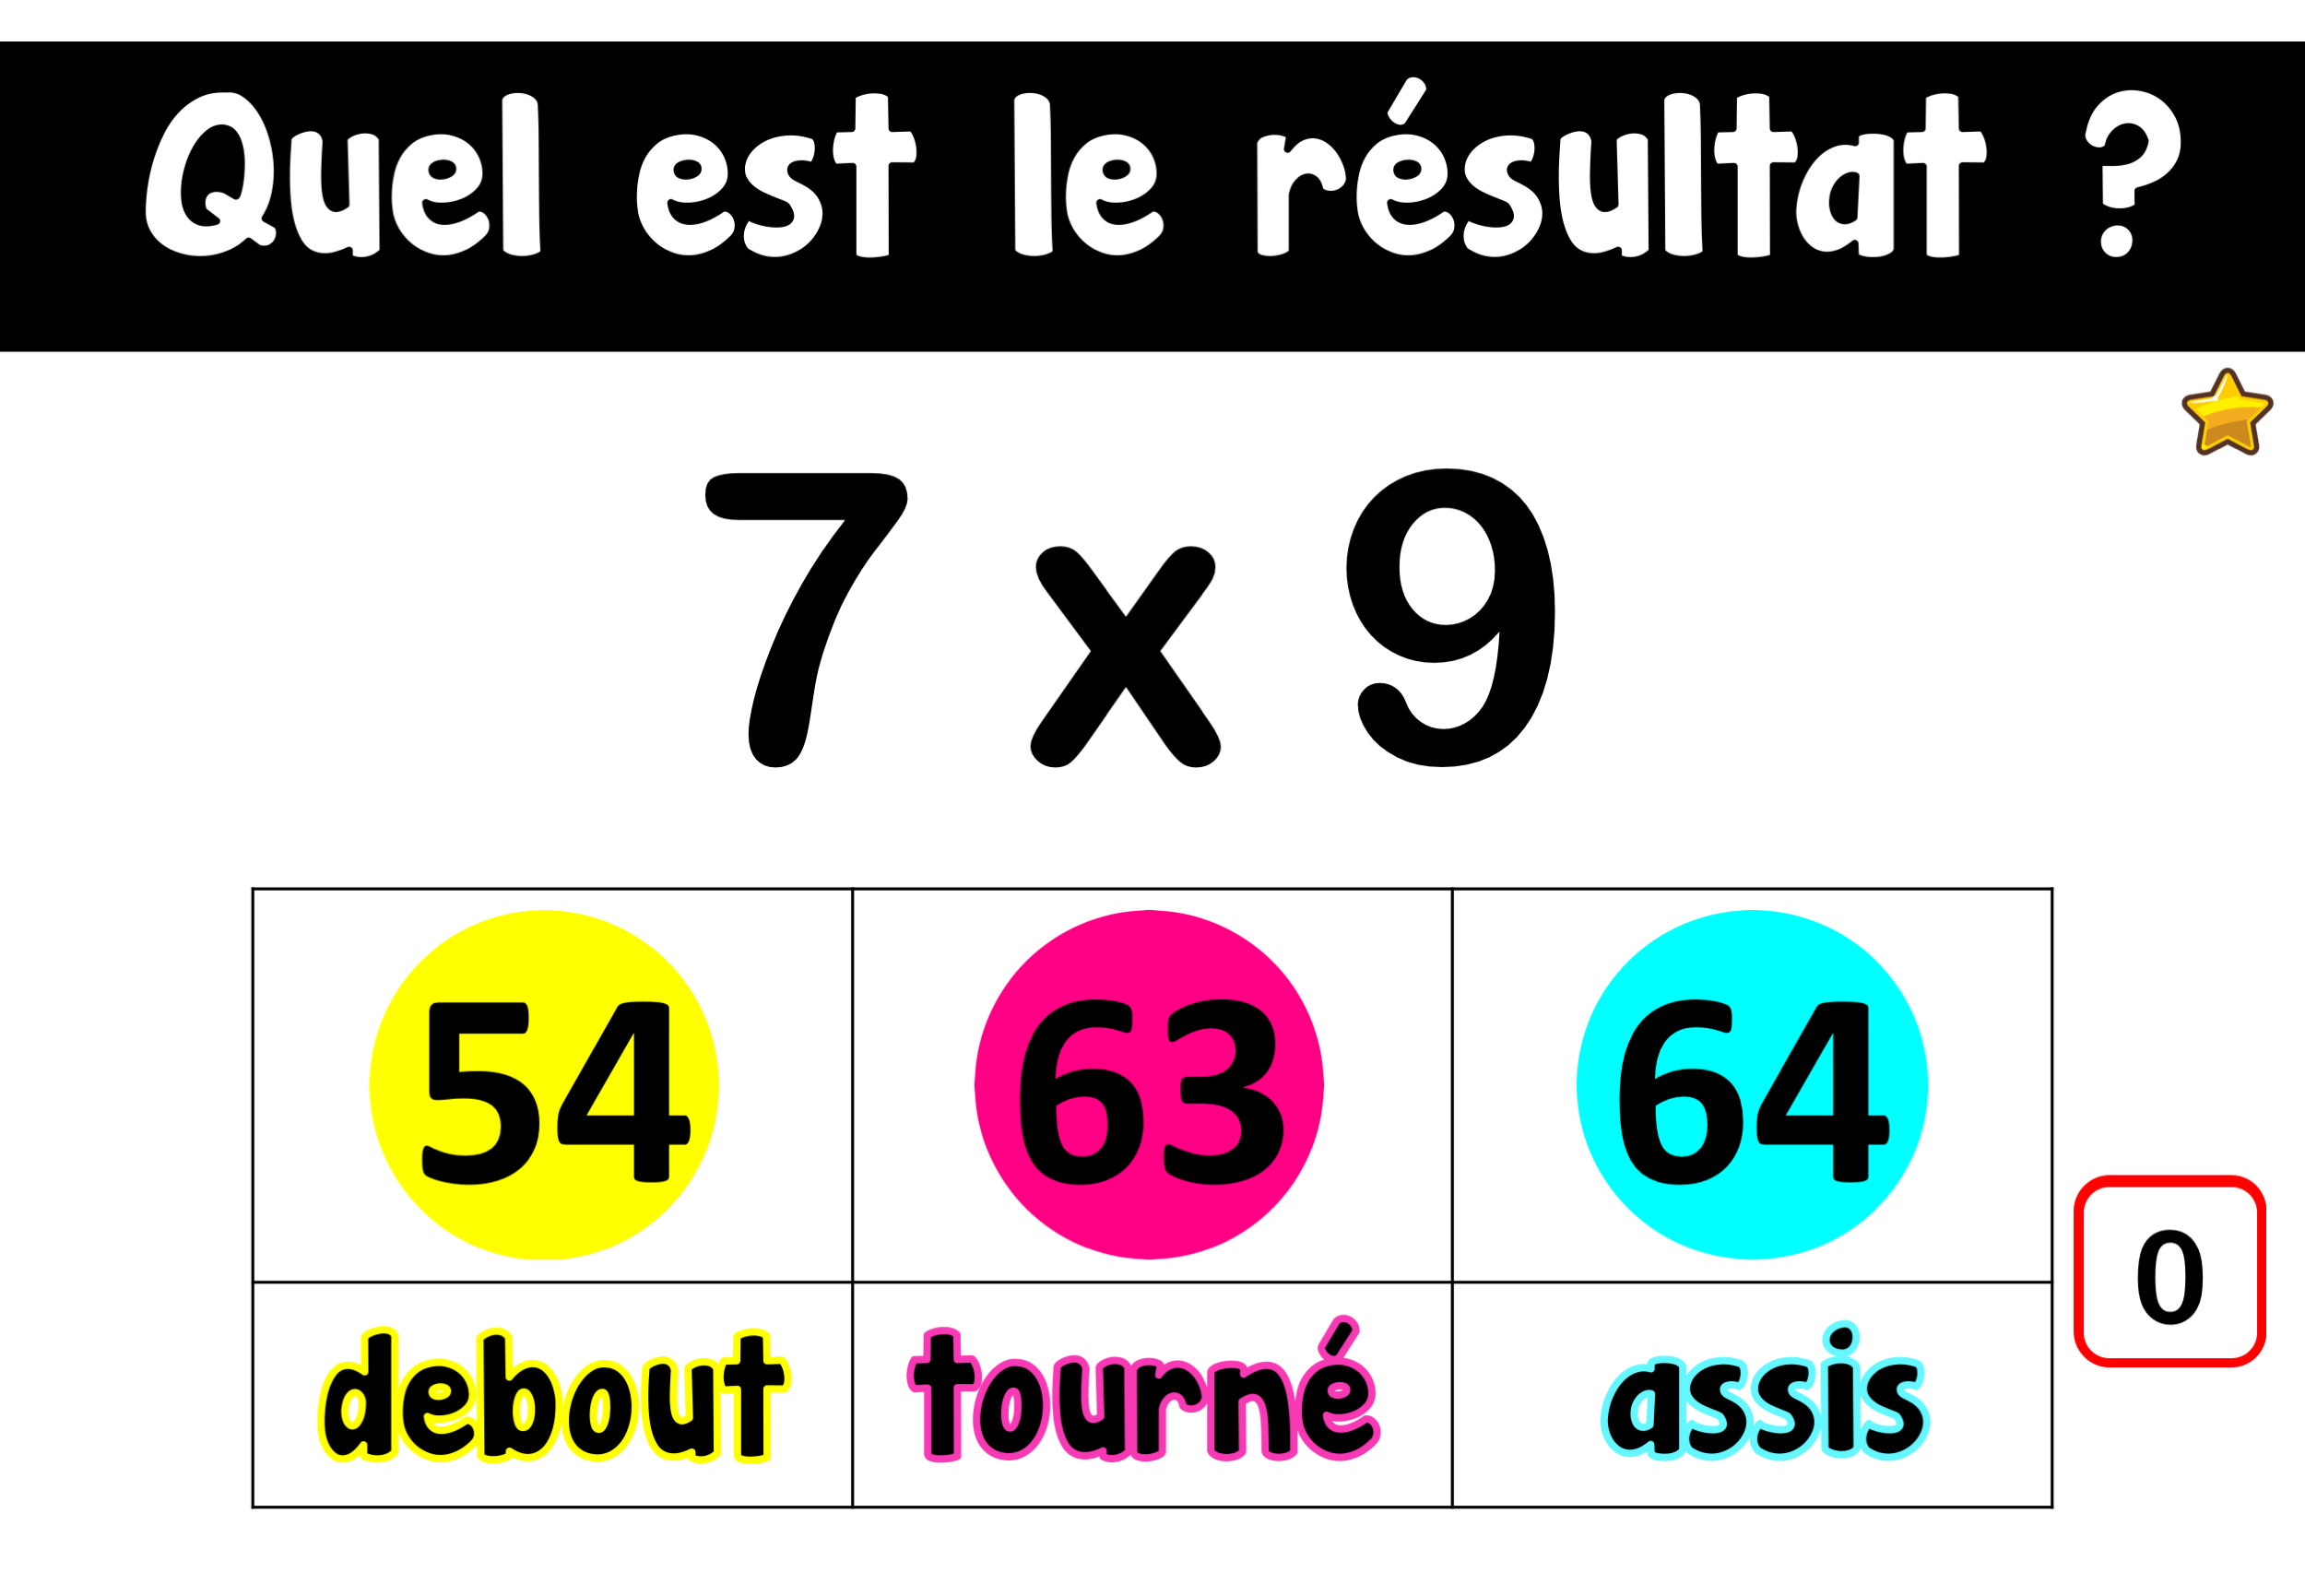 Quel est le résultat ?
7 x 9
54 63 64
0
debout tourné assis